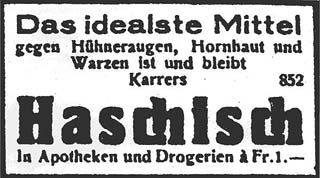 Das idealste Mittel
gegen Hühneraugen, Hornhaut und
Warzen ist und bleibt
Karrers 852
Haschisch
In Apotheken und Drogerien à Fr. 1.—